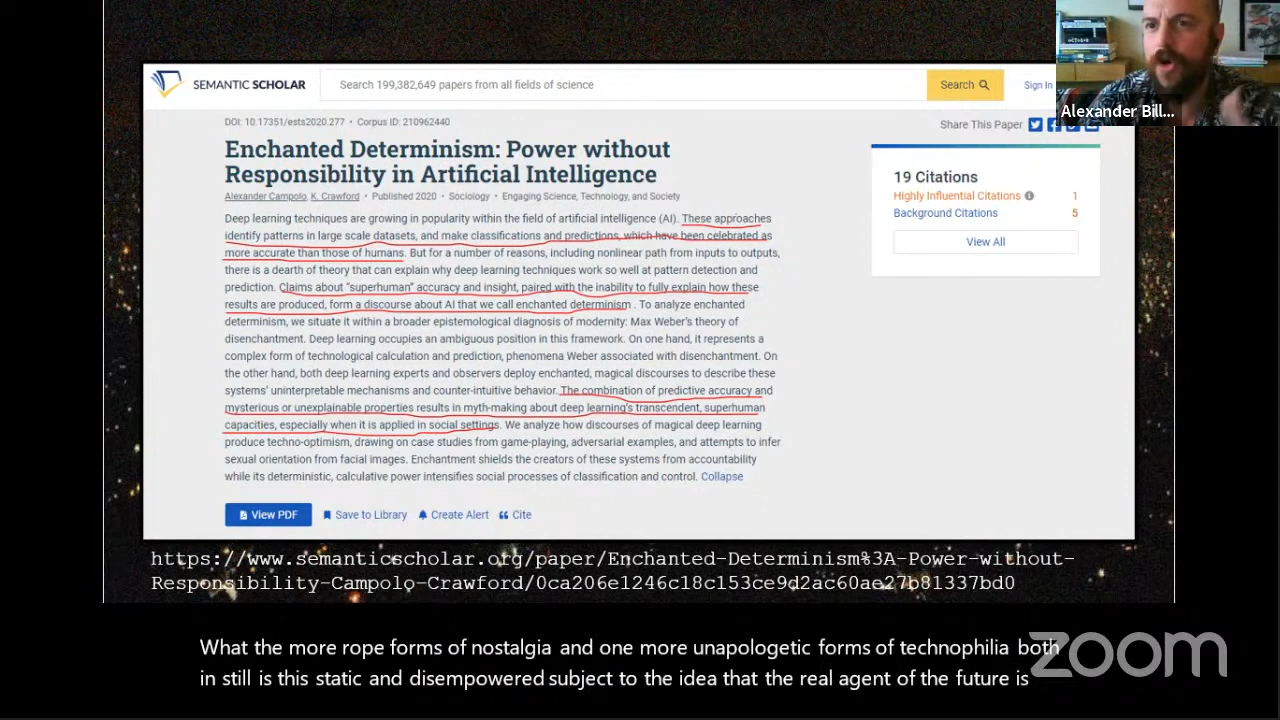 SEMANTIC SCHOLAR
Search 199,382,649 papers from all fields of science
Search
Sign In
Alexander Bill...
DOI: 10.17351/ests2020.277 • Corpus ID: 210962440
Share This Paper
Enchanted Determinism: Power without
Responsibility in Artificial Intelligence
Alexander Campolo, K. Crawford • Published 2020 • Sociology • Engaging Science, Technology, and Society
Deep learning techniques are growing in popularity within the field of artificial intelligence (AI). These approaches
identify patterns in large scale datasets, and make classifications and predictions, which have been celebrated as
more accurate than those of humans. But for a number of reasons, including nonlinear path from inputs to outputs,
there is a dearth of theory that can explain why deep learning techniques work so well at pattern detection and
prediction. Claims about “superhuman” accuracy and insight, paired with the inability to fully explain how these
results are produced, form a discourse about AI that we call enchanted determinism . To analyze enchanted
determinism, we situate it within a broader epistemological diagnosis of modernity: Max Weber’s theory of
disenchantment. Deep learning occupies an ambiguous position in this framework. On one hand, it represents a
complex form of technological calculation and prediction, phenomena Weber associated with disenchantment. On
the other hand, both deep learning experts and observers deploy enchanted, magical discourses to describe these
systems’ uninterpretable mechanisms and counter-intuitive behavior. The combination of predictive accuracy and
mysterious or unexplainable properties results in myth-making about deep learning’s transcendent, superhuman
capacities, especially when it is applied in social settings. We analyze how discourses of magical deep learning
produce techno-optimism, drawing on case studies from game-playing, adversarial examples, and attempts to infer
sexual orientation from facial images. Enchantment shields the creators of these systems from accountability
while its deterministic, calculative power intensifies social processes of classification and control. Collapse
19 Citations
Highly Influential Citations 1
Background Citations 5
View All
View PDF Save to Library Create Alert Cite
https://www.semanticscholar.org/paper/Enchanted-Determinism%3A-Power-without-
Responsibility-Campolo-Crawford/0ca206e1246c18c153ce9d2ac60ae27b81337bd0
What the more rope forms of nostalgia and one more unapologetic forms of technophilia both
in still is this static and disempowered subject to the idea that the real agent of the future is
zoom